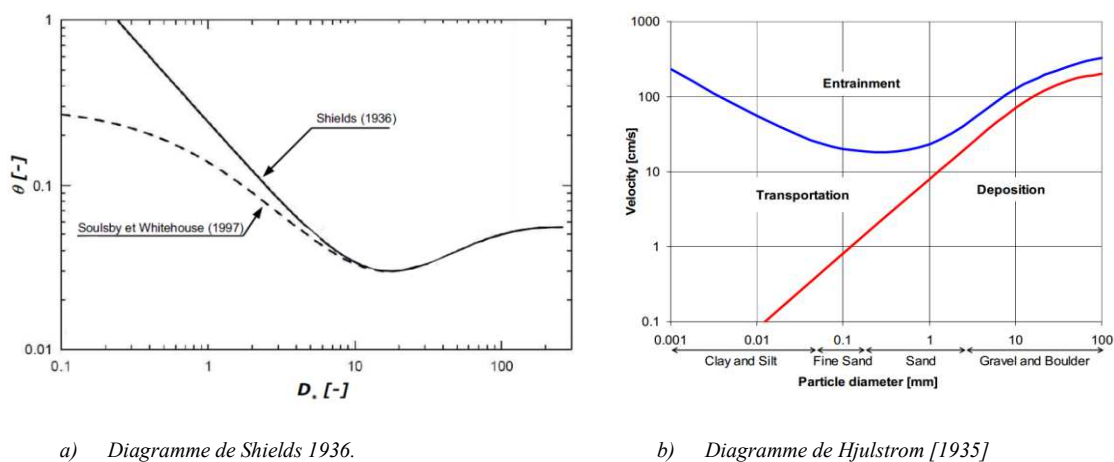 1
0.1
0.01
θ [-]
Shields (1936)
Soulsby et Whitehouse (1997)
0.1 1 10 100
D* [-]
1000
100
10
1
0.1
Velocity [cm/s]
Entrainment
Transportation
Deposition
0.001 0.01 0.1 1 10 100
Clay and Silt Fine Sand Sand Gravel and Boulder
Particle diameter [mm]
a) Diagramme de Shields 1936.
b) Diagramme de Hjulstrom [1935]